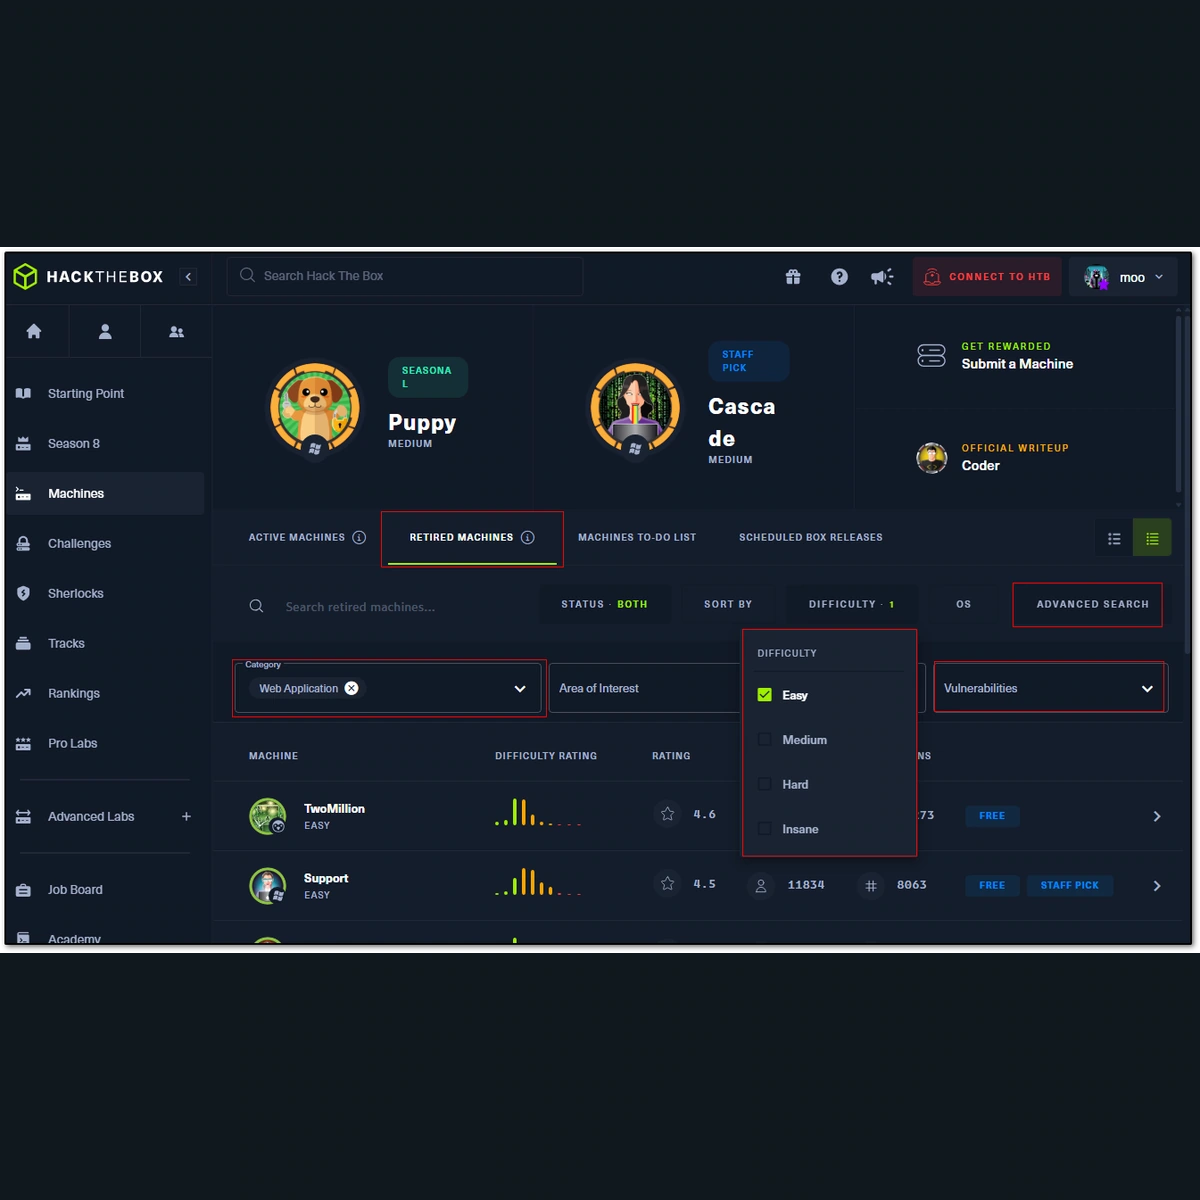 HACKTHEBOX
Search Hack The Box
CONNECT TO HTB
moo
Starting Point
Season 8
Machines
Challenges
Sherlocks
Tracks
Rankings
Pro Labs
Advanced Labs
Job Board
Academy
SEASONA
L
Puppy
MEDIUM
STAFF
PICK
Casca
de
MEDIUM
GET REWARDED
Submit a Machine
OFFICIAL WRITEUP
Coder
ACTIVE MACHINES
RETIRED MACHINES
MACHINES TO-DO LIST
SCHEDULED BOX RELEASES
Search retired machines...
STATUS · BOTH
SORT BY
DIFFICULTY · 1
OS
ADVANCED SEARCH
Category
Web Application
Area of Interest
Vulnerabilities
DIFFICULTY
Easy
Medium
Hard
Insane
MACHINE DIFFICULTY RATING RATING NS
TwoMillion
EASY
4.6 73 FREE
Support
EASY
4.5 11834 8063 FREE STAFF PICK